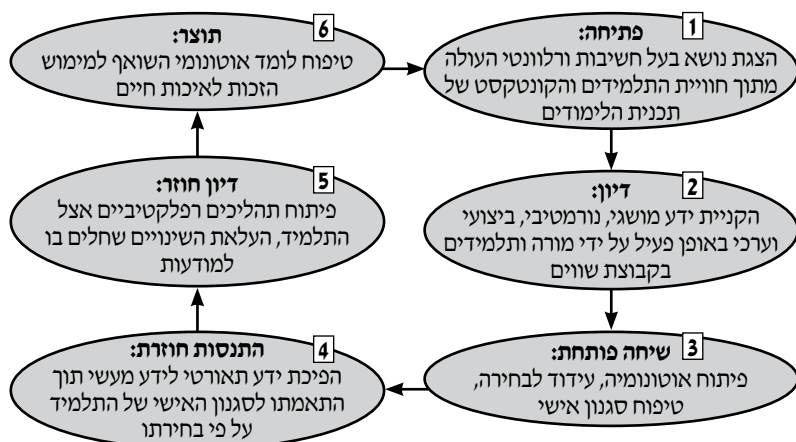 1
פתיחה:
הצגת נושא בעל חשיבות ורלוונטי העולה
מתוך חוויית התלמידים והקונטקסט של
תכנית הלימודים
2
דיון:
הקניית ידע מושגי, נורמטיבי, ביצועי
וערכי באופן פעיל על ידי מורה ותלמידים
בקבוצת שווים
3
שיחה פותחת:
פיתוח אוטונומיה, עידוד לבחירה,
טיפוח סגנון אישי
4
התנסות חוזרת:
הפיכת ידע תאורטי לידע מעשי תוך
התאמתו לסגנון האישי של התלמיד
על פי בחירתו
5
דיון חוזר:
פיתוח תהליכים רפלקטיביים אצל
התלמיד, העלאת השינויים שחלים בו
למודעות
6
תוצר:
טיפוח לומד אוטונומי השואף למימוש
הזכות לאיכות חיים